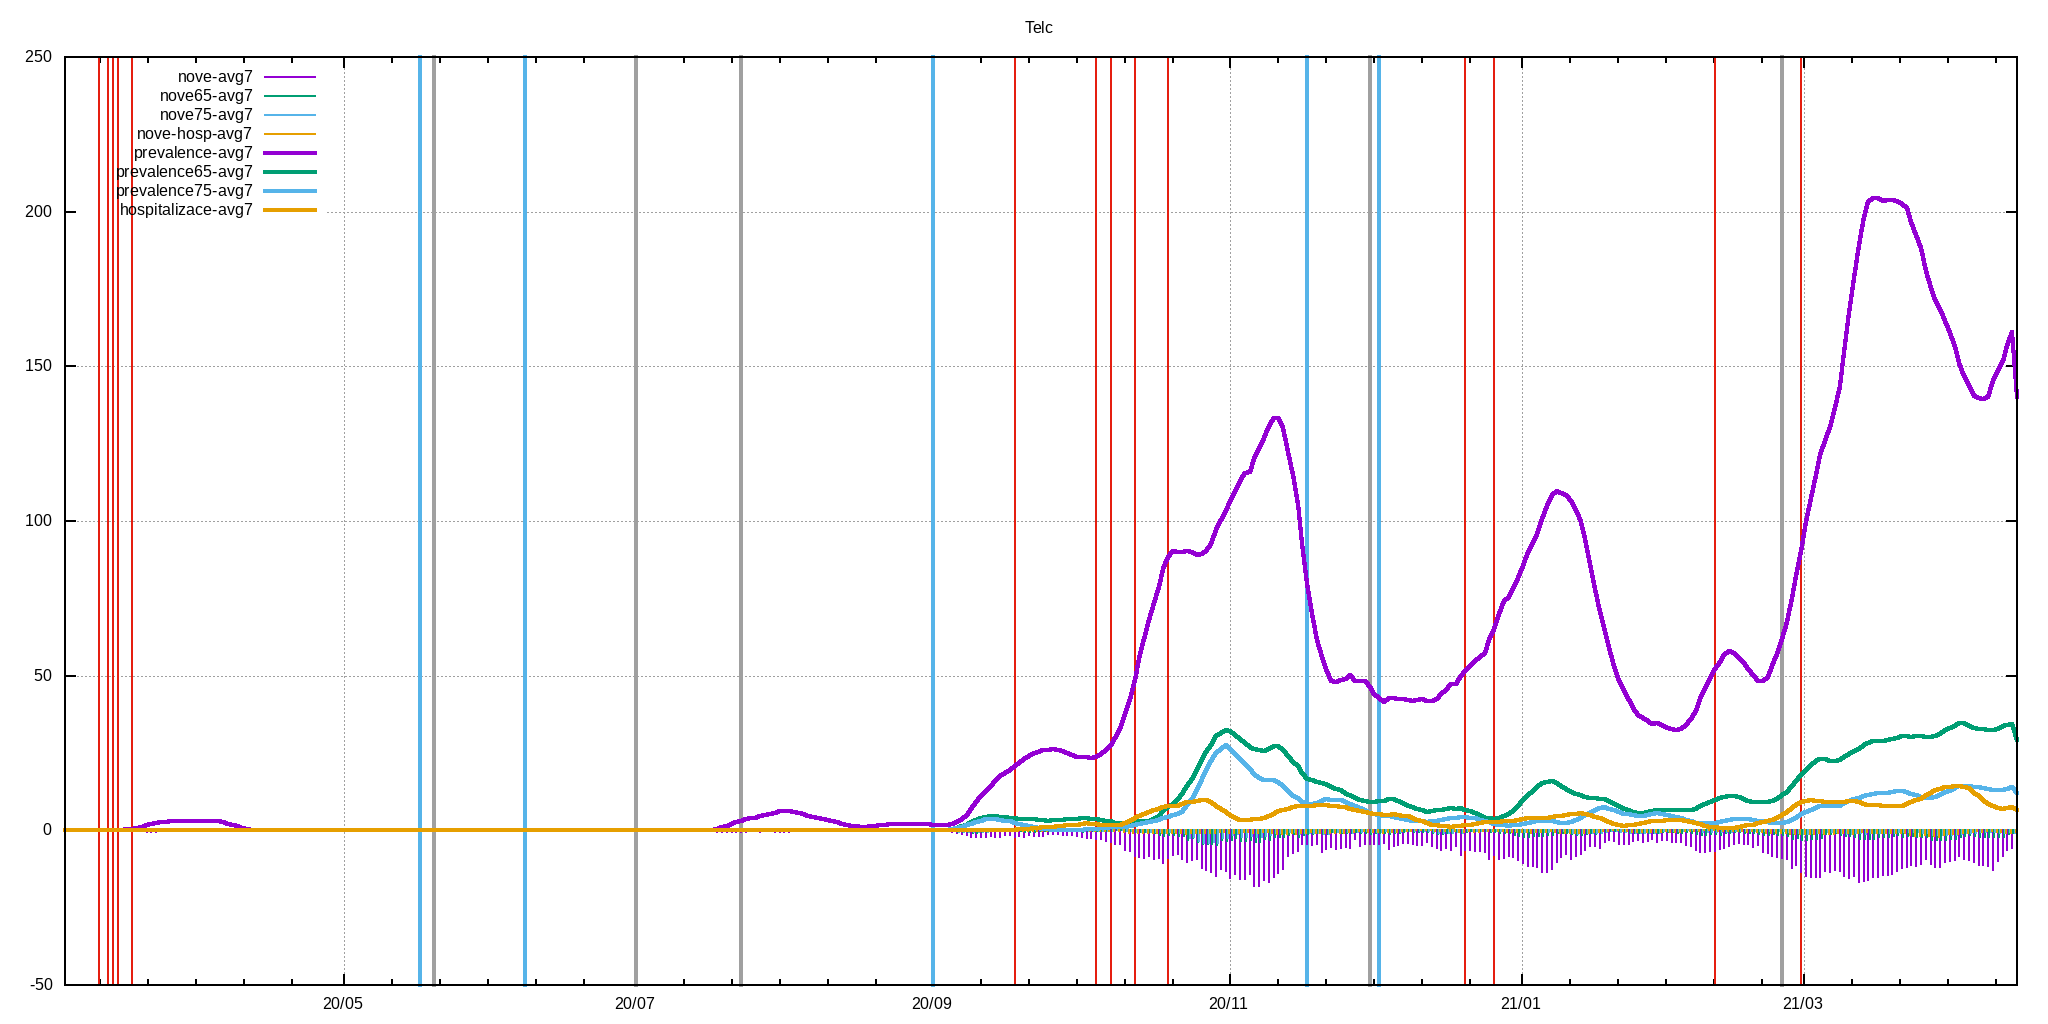 Telc
250
200
150
100
50
0
-50
nove-avg7
nove65-avg7
nove75-avg7
nove-hosp-avg7
prevalence-avg7
prevalence65-avg7
prevalence75-avg7
hospitalizace-avg7
20/05
20/07
20/09
20/11
21/01
21/03